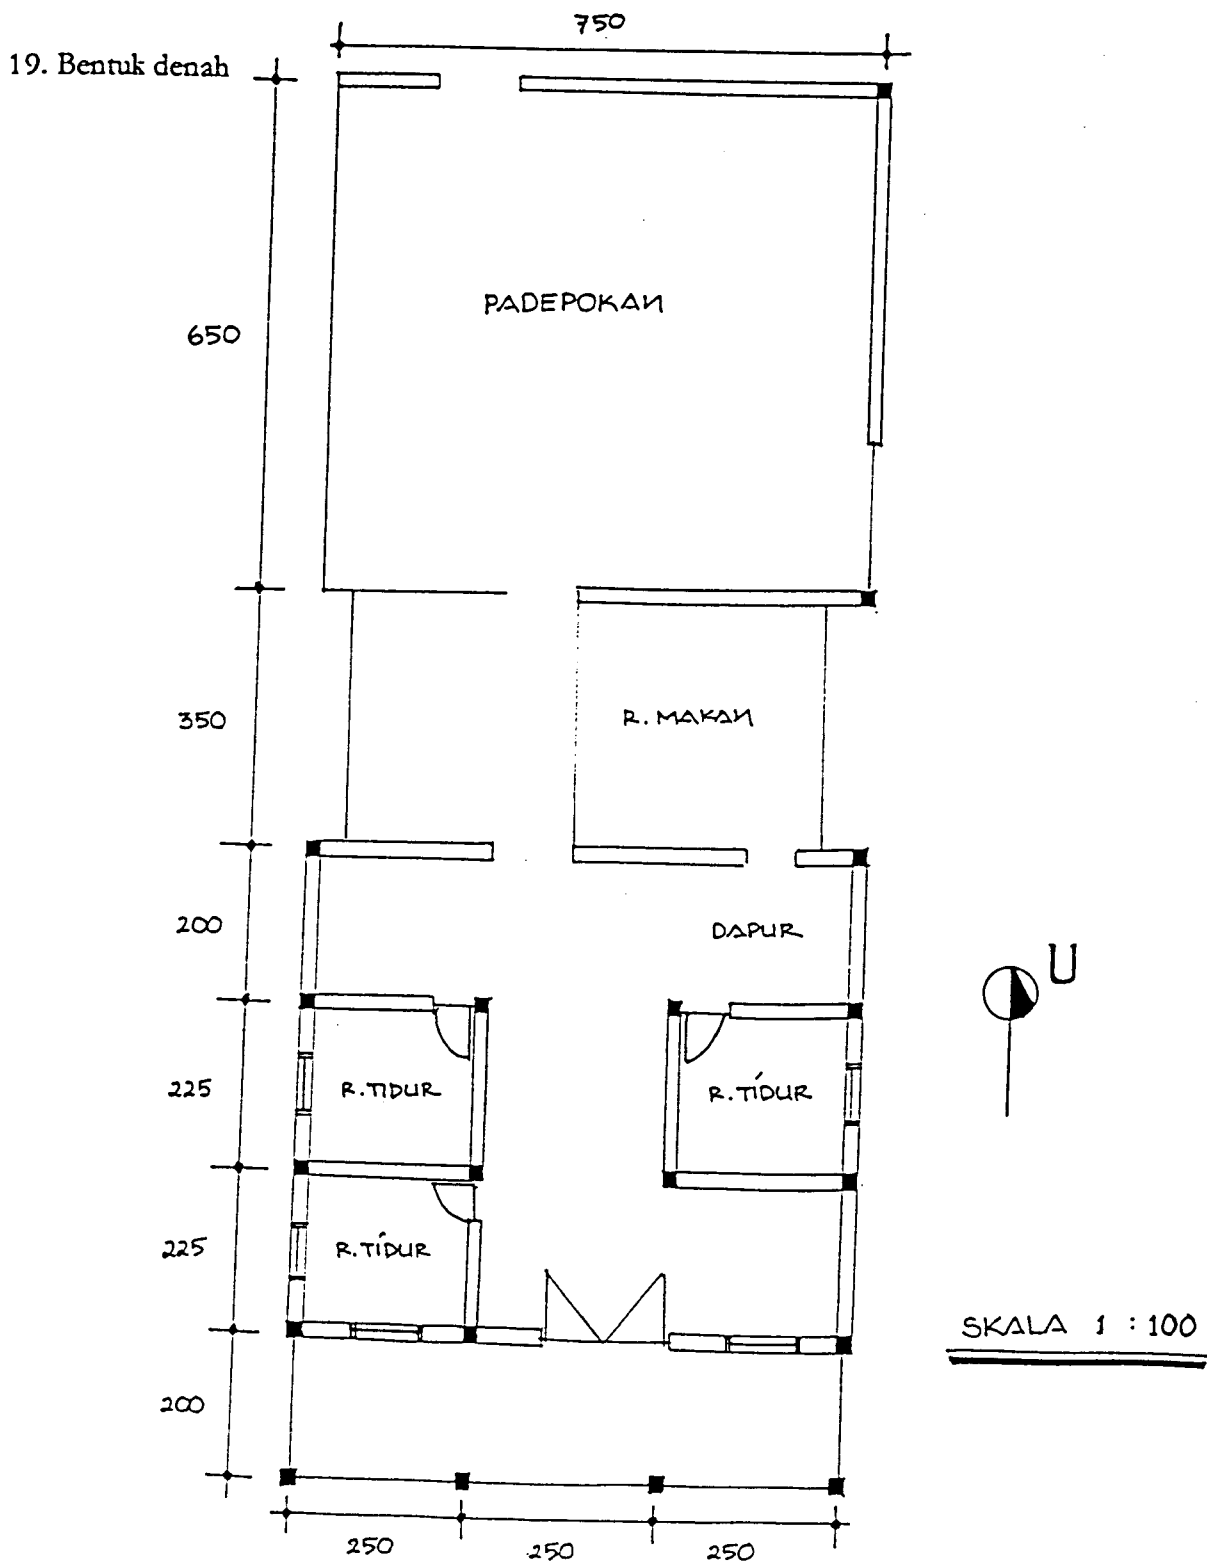 750
19. Bentuk denah
PADEPOKAN
650
350
R. MAKAN
200
DAPUR
U
225
R. TIDUR
R. TIDUR
225
R. TIDUR
SKALA 1 : 100
200
250
250
250